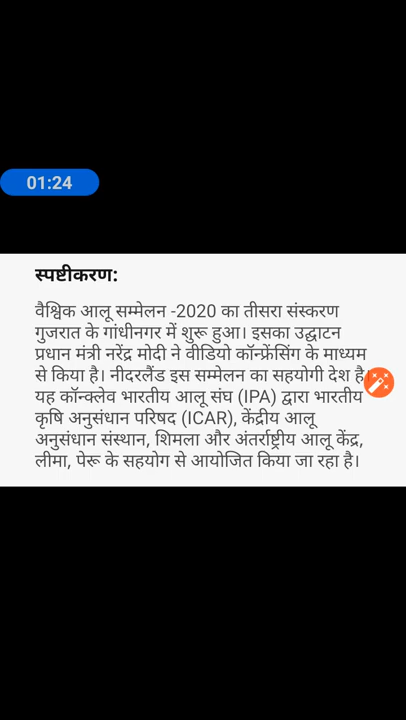 01:24
स्पष्टीकरण:
वैश्विक आलू सम्मेलन -2020 का तीसरा संस्करण
गुजरात के गांधीनगर में शुरू हुआ। इसका उद्घाटन
प्रधान मंत्री नरेंद्र मोदी ने वीडियो कॉन्फ्रेंसिंग के माध्यम
से किया है। नीदरलैंड इस सम्मेलन का सहयोगी देश है।
यह कॉन्क्लेव भारतीय आलू संघ (IPA) द्वारा भारतीय
कृषि अनुसंधान परिषद (ICAR), केंद्रीय आलू
अनुसंधान संस्थान, शिमला और अंतर्राष्ट्रीय आलू केंद्र,
लीमा, पेरू के सहयोग से आयोजित किया जा रहा है।